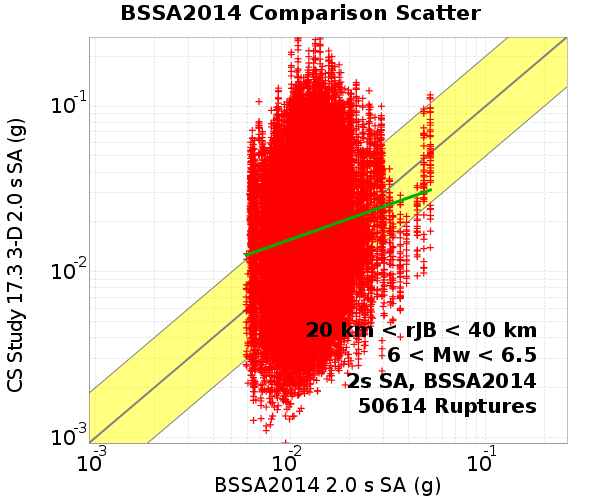 BSSA2014 Comparison Scatter
CS Study 17.3 3-D 2.0 s SA (g)
10-1
10-2
10-3
20 km < rJB < 40 km
6 < Mw < 6.5
2s SA, BSSA2014
50614 Ruptures
10-3 10-2 10-1
BSSA2014 2.0 s SA (g)